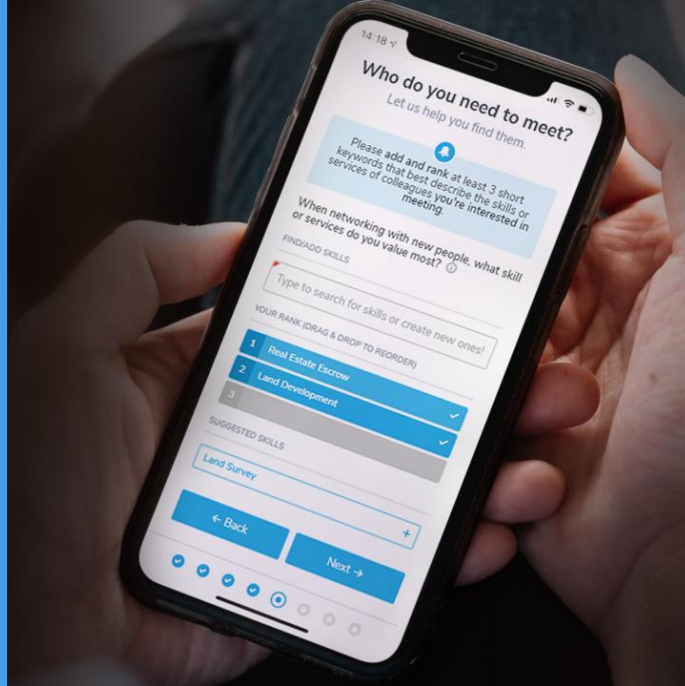 14:18
Who do you need to meet?
Let us help you find them.
Please add and rank at least 3 short
keywords that best describe the skills or
services of colleagues you're interested in
meeting.
When networking with new people, what skill
or services do you value most?
FIND/ADD SKILLS
Type to search for skills or create new ones!
YOUR RANK (DRAG & DROP TO REORDER)
1 Real Estate Escrow
2 Land Development
3
SUGGESTED SKILLS
Land Survey +
← Back
Next →